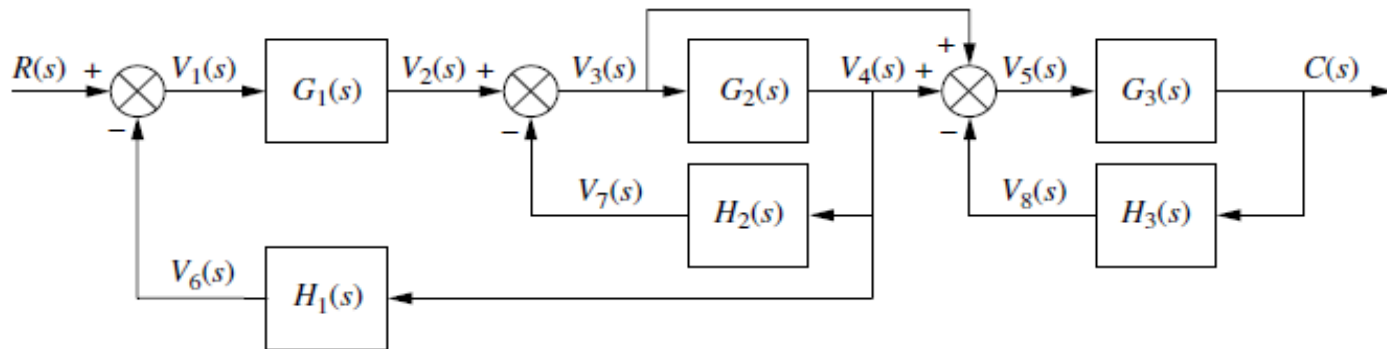 + +
R(s) + V₁(s) G₁(s) V₂(s) + V₃(s) G₂(s) V₄(s) + V₅(s) G₃(s) C(s)
− − −
V₇(s) H₂(s) V₈(s) H₃(s)
V₆(s) H₁(s)